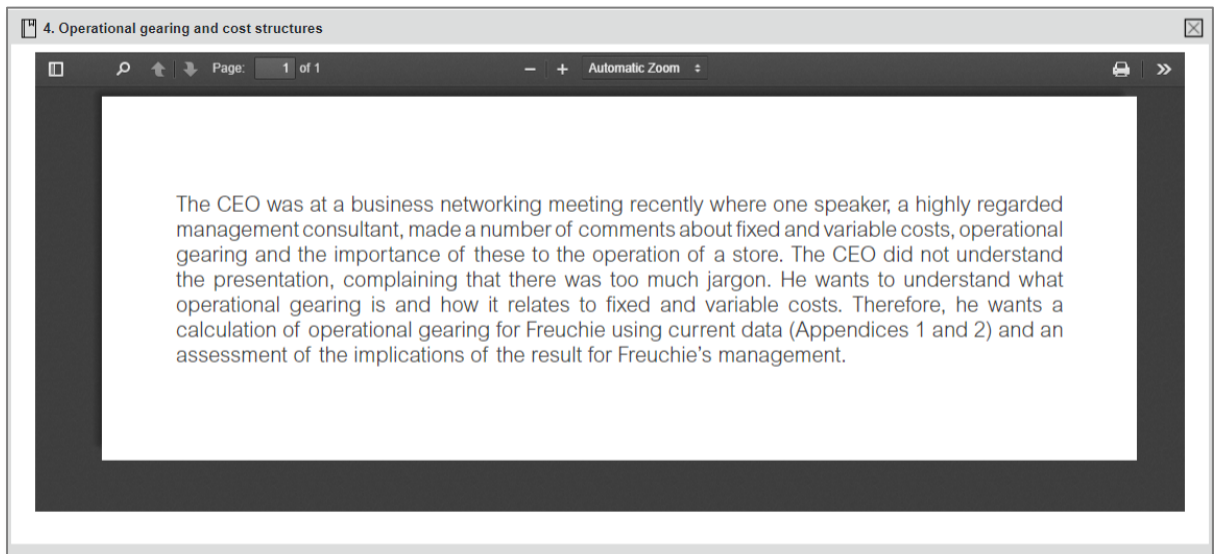 4. Operational gearing and cost structures
Page: 1 of 1
Automatic Zoom
The CEO was at a business networking meeting recently where one speaker, a highly regarded
management consultant, made a number of comments about fixed and variable costs, operational
gearing and the importance of these to the operation of a store. The CEO did not understand
the presentation, complaining that there was too much jargon. He wants to understand what
operational gearing is and how it relates to fixed and variable costs. Therefore, he wants a
calculation of operational gearing for Freuchie using current data (Appendices 1 and 2) and an
assessment of the implications of the result for Freuchie’s management.